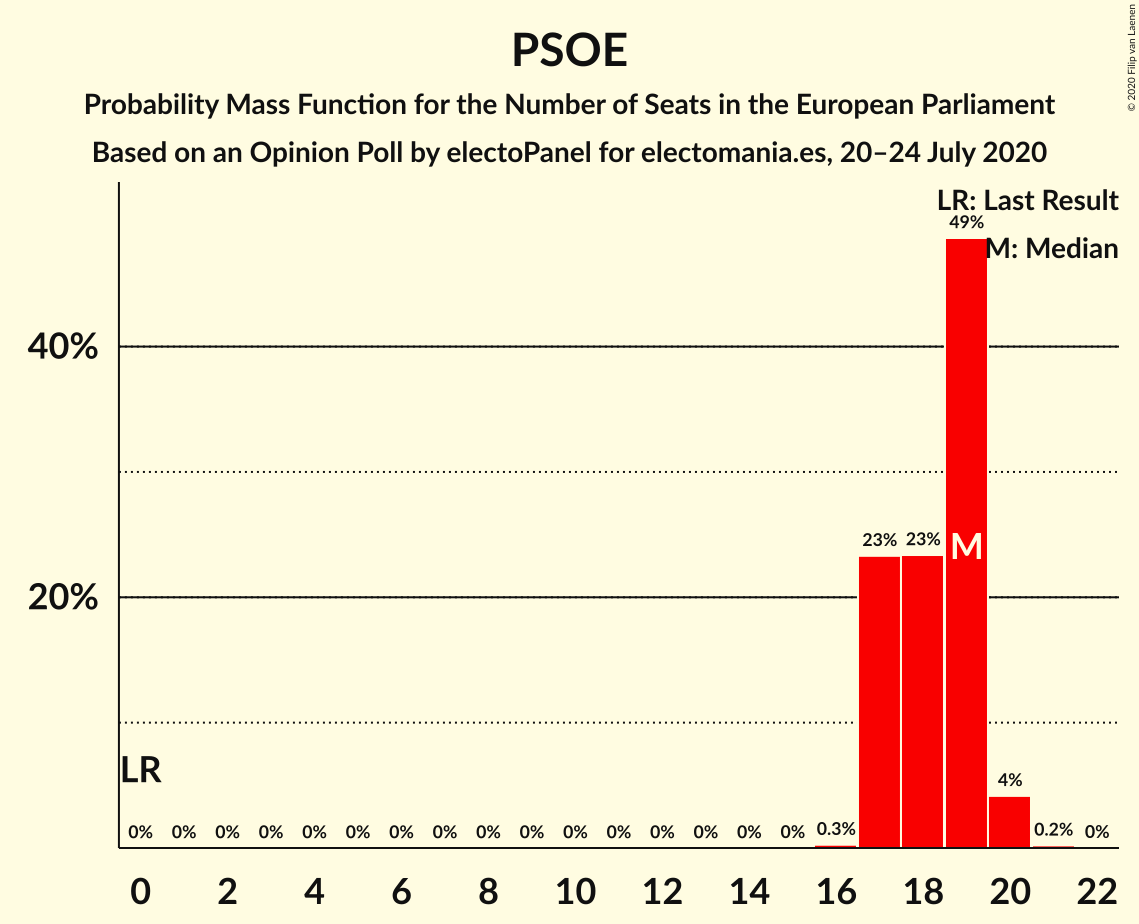 PSOE
Probability Mass Function for the Number of Seats in the European Parliament
Based on an Opinion Poll by electoPanel for electomania.es, 20–24 July 2020
© 2020 Filip van Laenen
LR: Last Result
M: Median
49%
40%
23% 23%
M
20%
LR
4%
0% 0% 0% 0% 0% 0% 0% 0% 0% 0% 0% 0% 0% 0% 0% 0% 0.3% 0.2% 0%
0 2 4 6 8 10 12 14 16 18 20 22